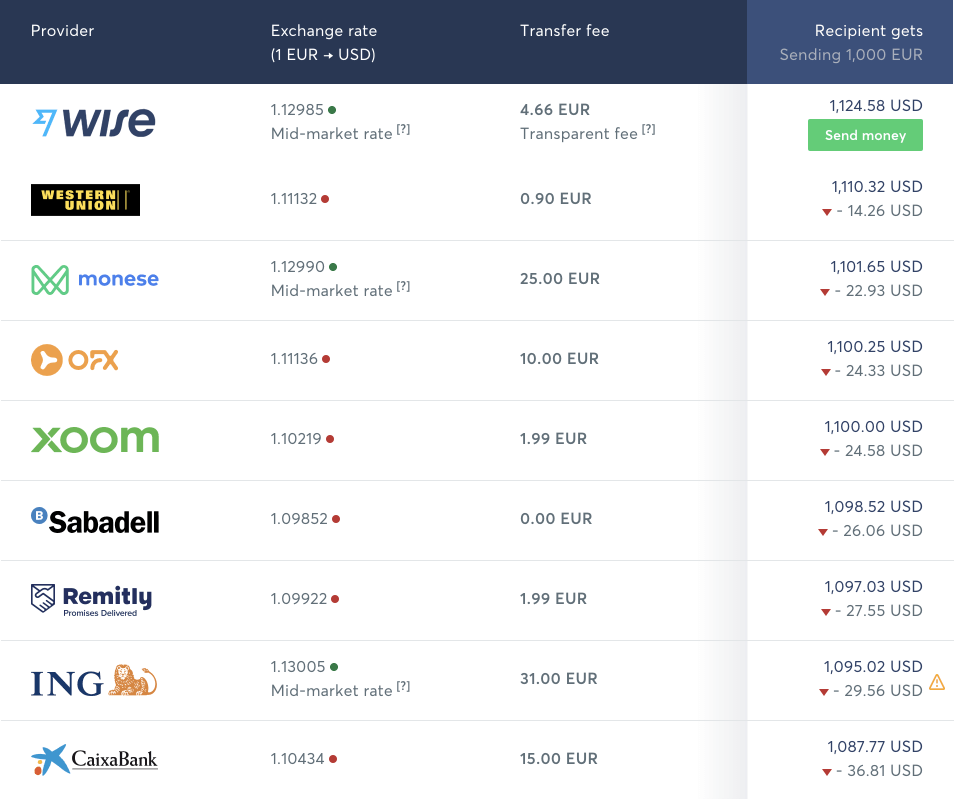 Provider
Exchange rate
(1 EUR → USD)
Transfer fee
Recipient gets
Sending 1,000 EUR
wise
1.12985
Mid-market rate [?]
4.66 EUR
Transparent fee [?]
1,124.58 USD
Send money
WESTERN
UNION
1.11132
0.90 EUR
1,110.32 USD
- 14.26 USD
monese
1.12990
Mid-market rate [?]
25.00 EUR
1,101.65 USD
- 22.93 USD
OFX
1.11136
10.00 EUR
1,100.25 USD
- 24.33 USD
xoom
1.10219
1.99 EUR
1,100.00 USD
- 24.58 USD
B Sabadell
1.09852
0.00 EUR
1,098.52 USD
- 26.06 USD
Remitly
Promises Delivered
1.09922
1.99 EUR
1,097.03 USD
- 27.55 USD
ING
1.13005
Mid-market rate [?]
31.00 EUR
1,095.02 USD
- 29.56 USD
CaixaBank
1.10434
15.00 EUR
1,087.77 USD
- 36.81 USD